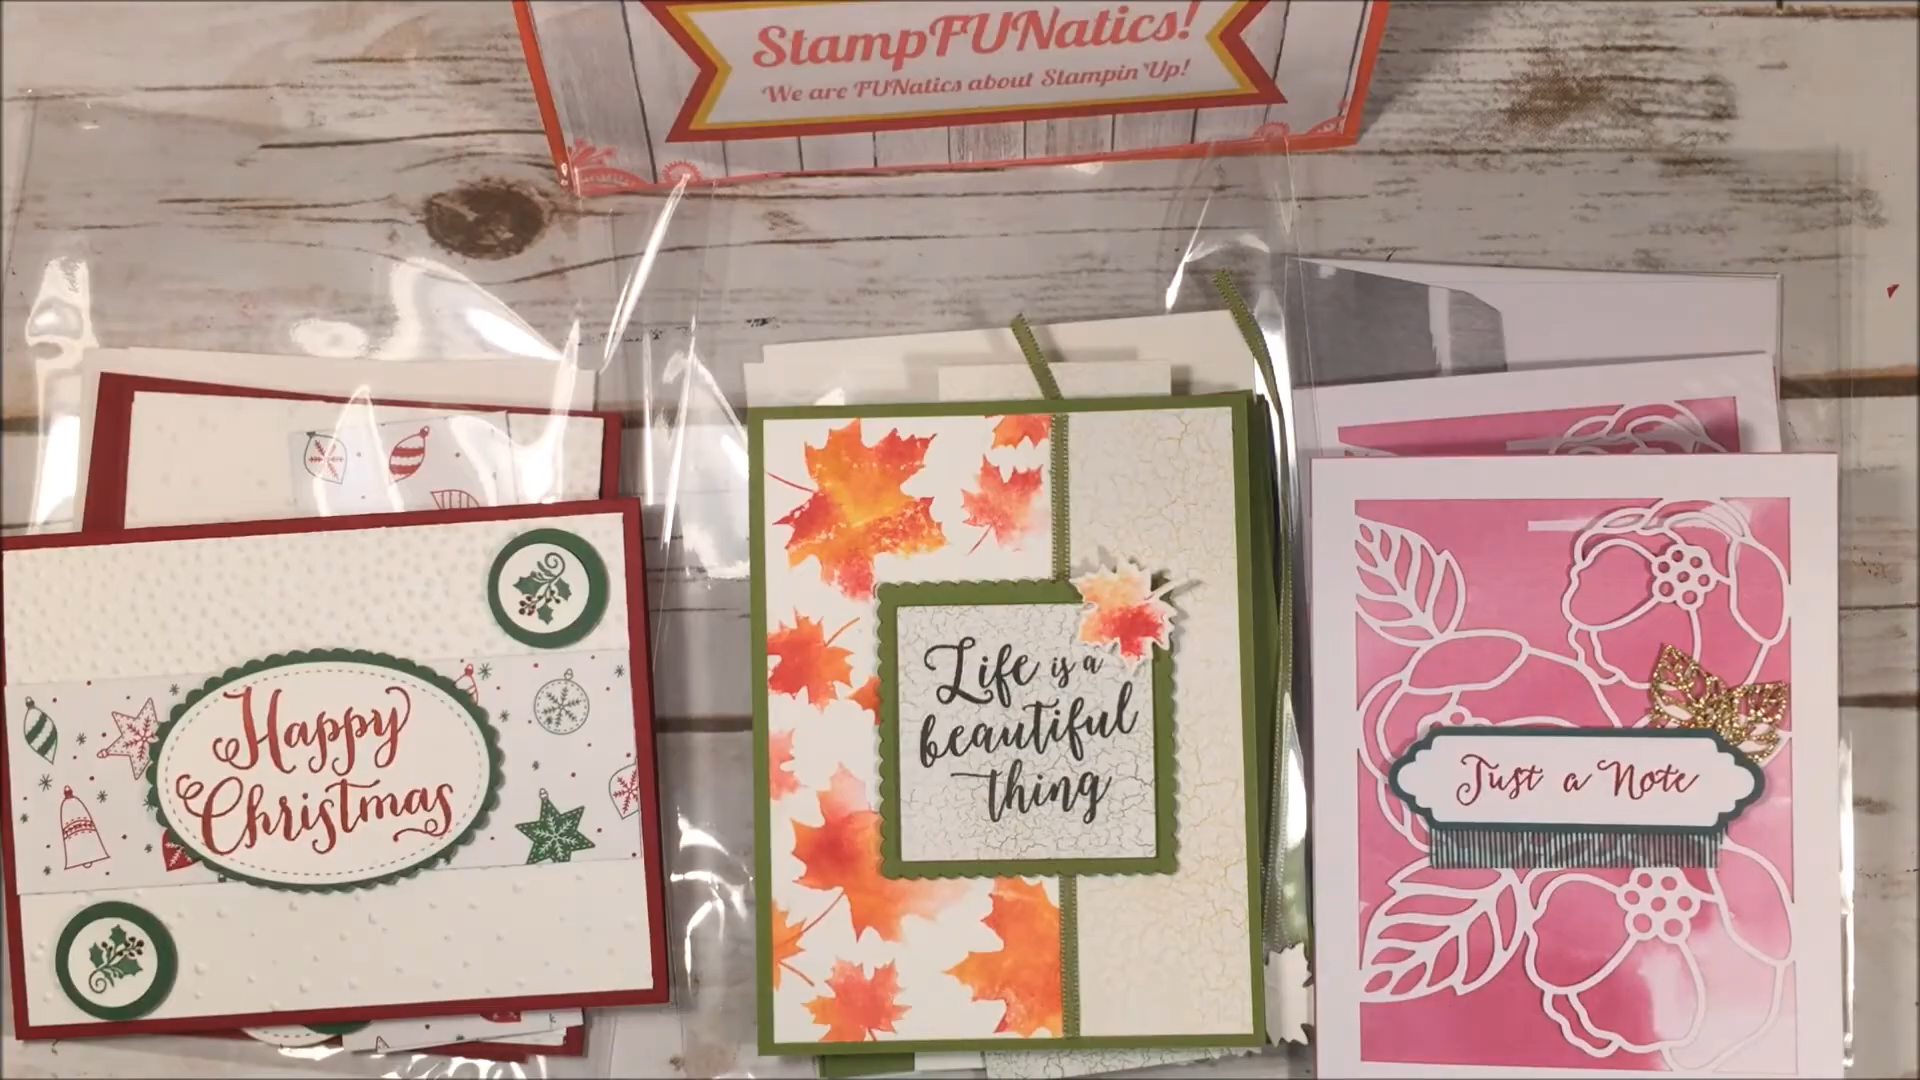 StampFUNatics!
We are FUNatics about Stampin' Up!
Happy
Christmas
Life is a
beautiful
thing
Just a Note